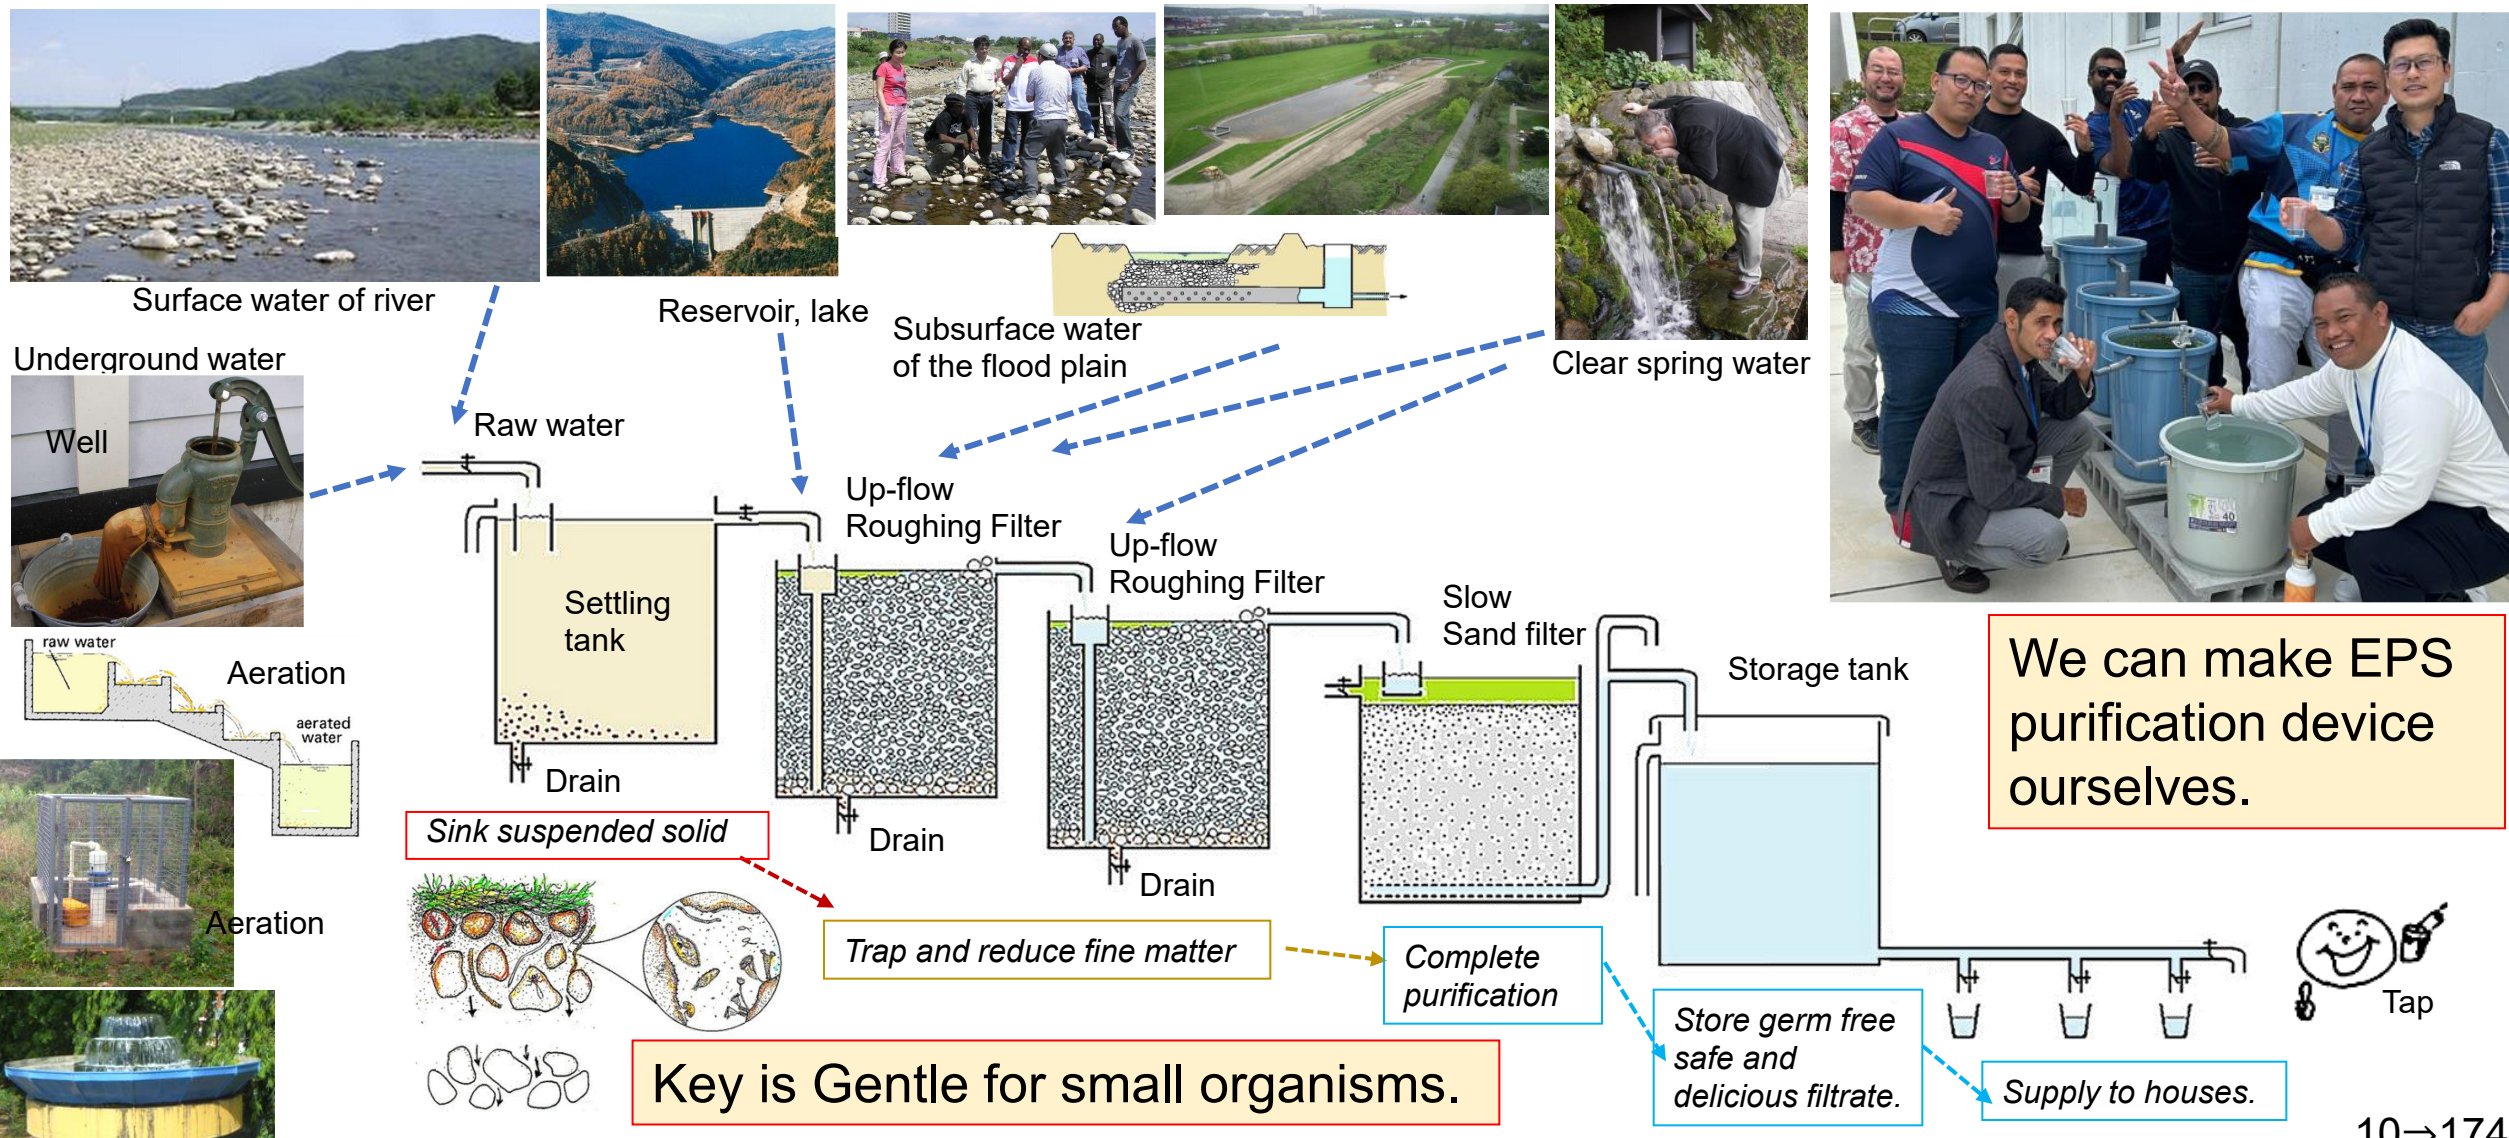 Surface water of river
Reservoir, lake
Subsurface water
of the flood plain
Clear spring water
Underground water
Well
Raw water
Up-flow
Roughing Filter
Up-flow
Roughing Filter
Settling
tank
Slow
Sand filter
Storage tank
raw water
Aeration
aerated
water
Drain
Drain
Drain
Aeration
40
We can make EPS
purification device
ourselves.
Sink suspended solid
Trap and reduce fine matter
Complete
purification
Store germ free
safe and
delicious filtrate.
Supply to houses.
Tap
Key is Gentle for small organisms.
10→174